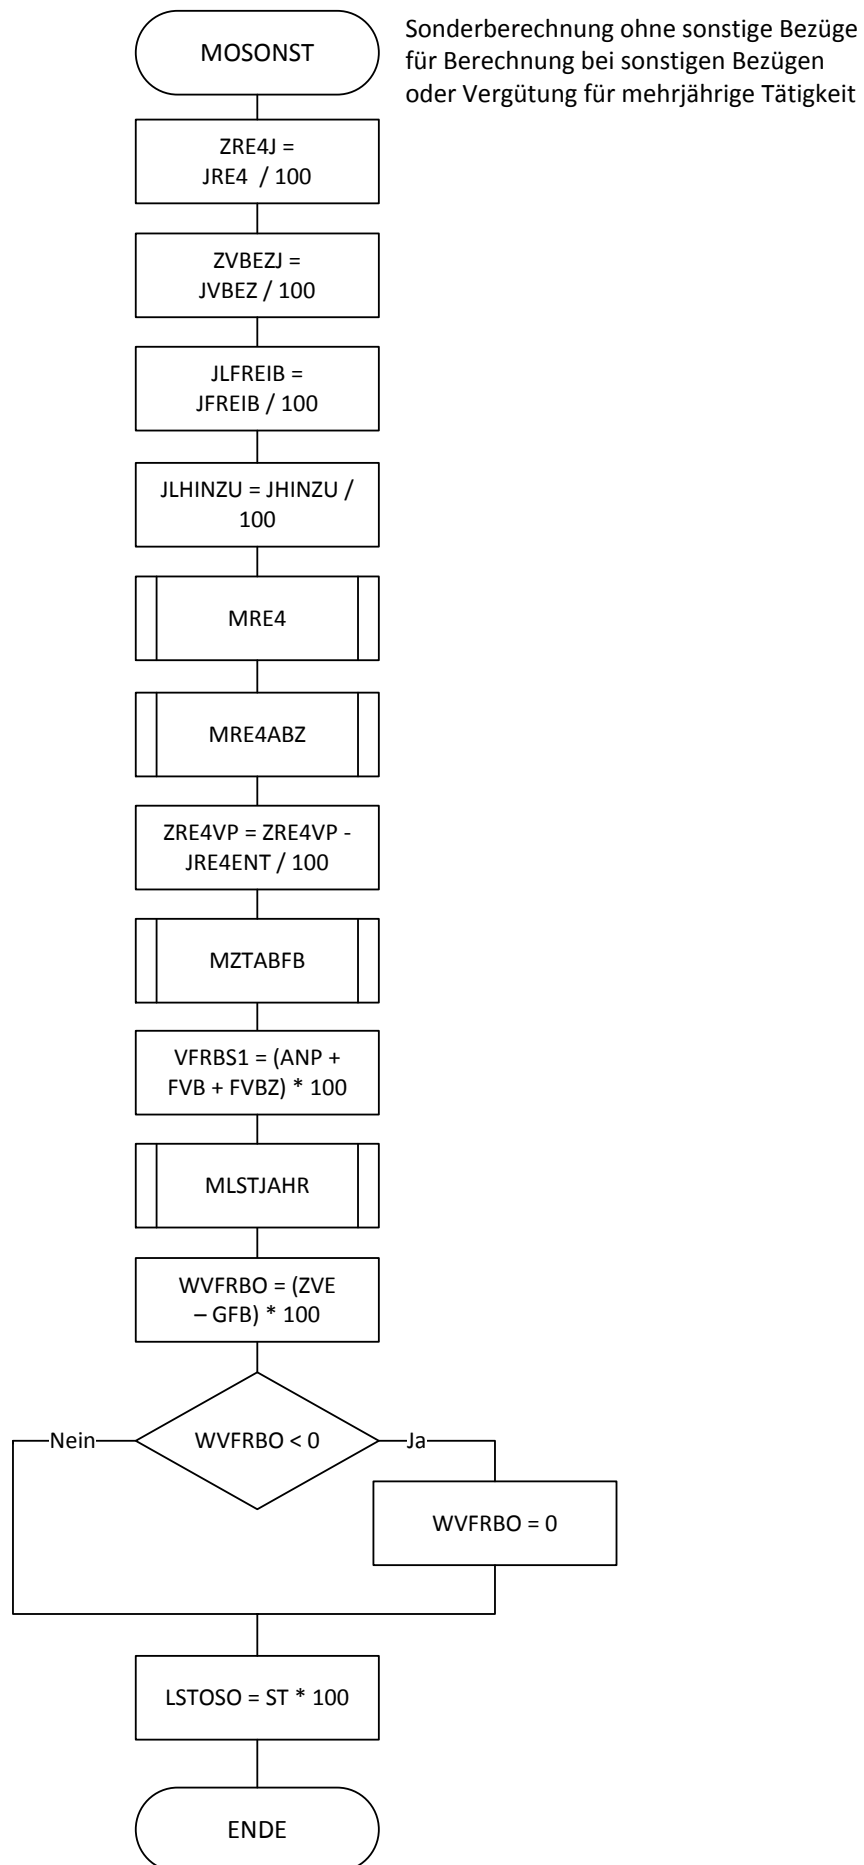 MOSONST
Sonderberechnung ohne sonstige Bezüge
für Berechnung bei sonstigen Bezügen
oder Vergütung für mehrjährige Tätigkeit
ZRE4J =
JRE4 / 100
ZVBEZJ =
JVBEZ / 100
JLFREIB =
JFREIB / 100
JLHINZU = JHINZU /
100
MRE4
MRE4ABZ
ZRE4VP = ZRE4VP -
JRE4ENT / 100
MZTABFB
VFRBS1 = (ANP +
FVB + FVBZ) * 100
MLSTJAHR
WVFRBO = (ZVE
– GFB) * 100
Nein
WVFRBO < 0
Ja
WVFRBO = 0
LSTOSO = ST * 100
ENDE